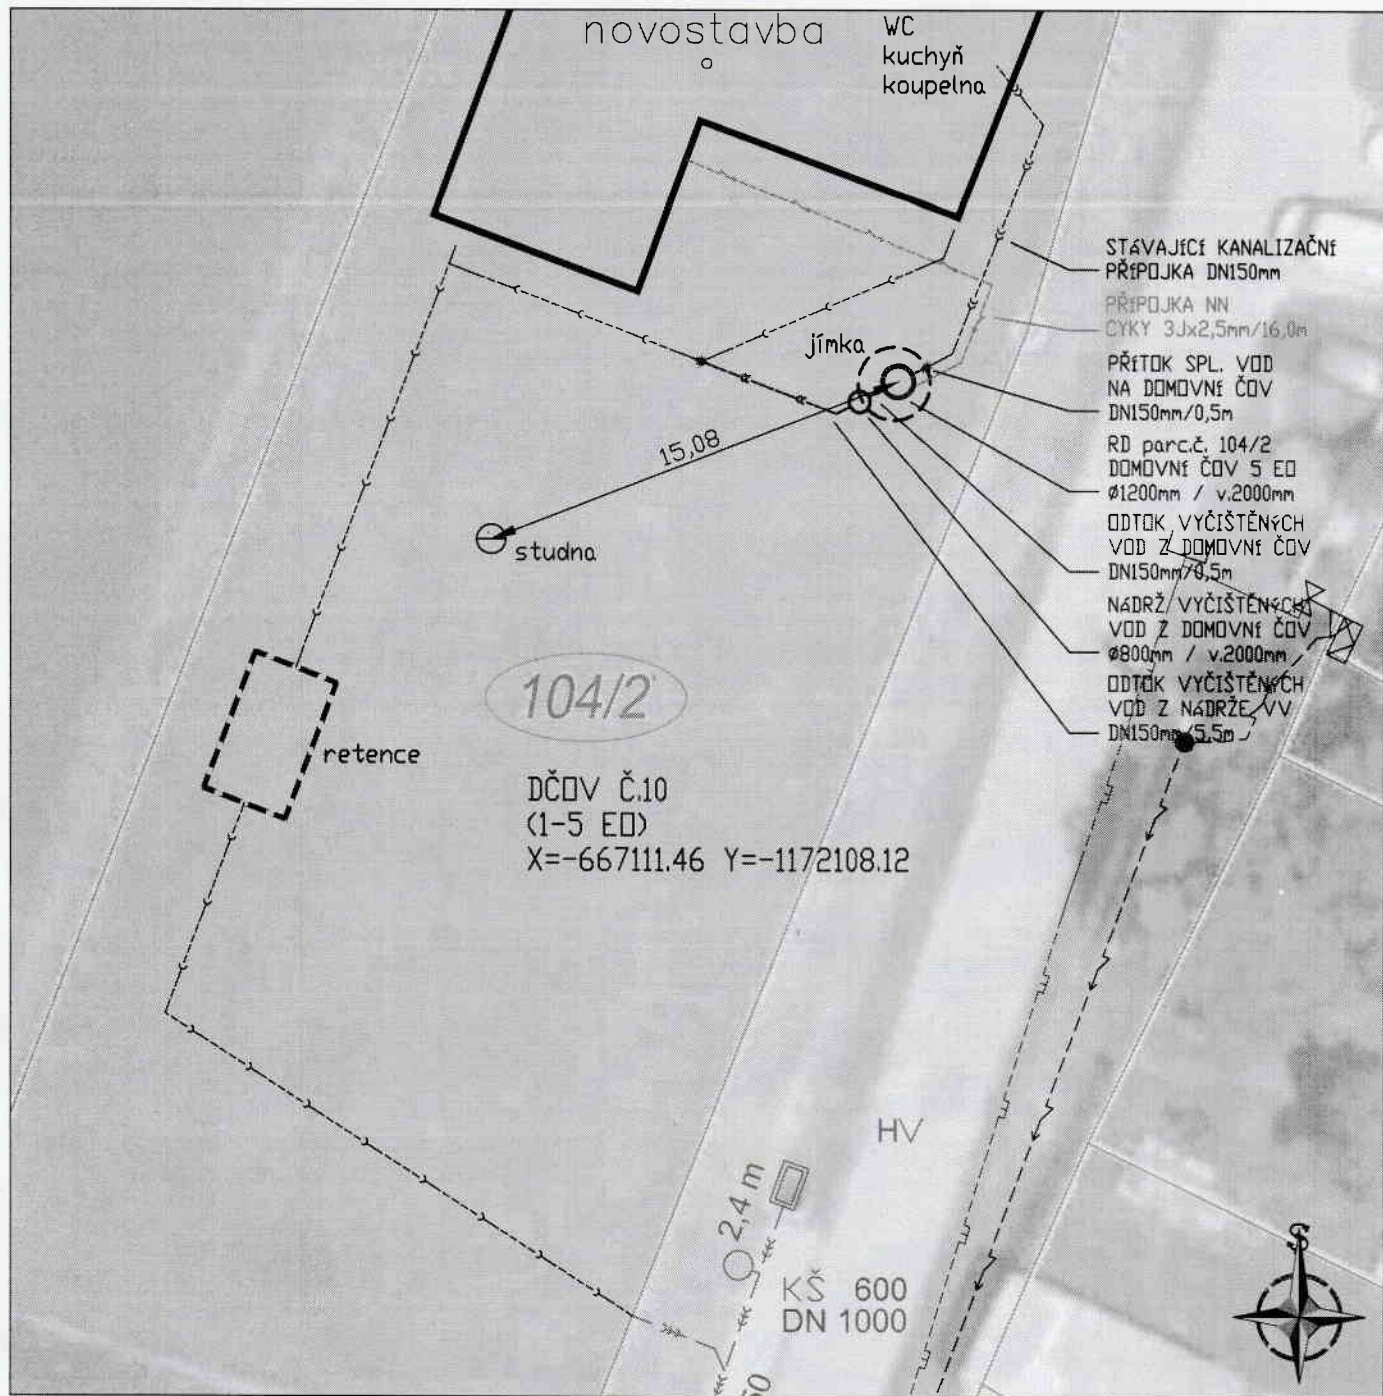 novostavba
WC
kuchyň
koupelna
STÁVAJÍCÍ KANALIZAČNÍ
PŘÍPOJKA DN150mm
PŘÍPOJKA NN
CYKY 3Jx2,5mm/16,0m
jímka
PŘÍTOK SPL. VOD
NA DOMOVNÍ ČOV
DN150mm/0,5m
15,08
RD parc.č. 104/2
DOMOVNÍ ČOV 5 EO
ø1200mm / v.2000mm
studna
ODTOK VYČIŠTĚNÝCH
VOD Z DOMOVNÍ ČOV
DN150mm/0,5m
NÁDRŽ VYČIŠTĚNÝCH
VOD Z DOMOVNÍ ČOV
ø800mm / v.2000mm
ODTOK VYČIŠTĚNÝCH
VOD Z NÁDRŽE VV
DN150mm/5,5m
104/2
retence
DČOV Č.10
(1-5 EO)
X=-667111.46 Y=-1172108.12
HV
2,4 m
KŠ 600
DN 1000
S